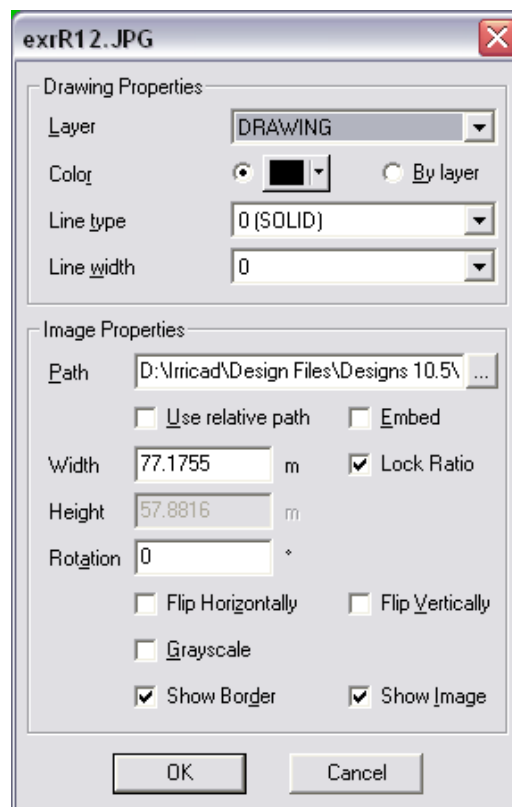 exrR12.JPG
Drawing Properties
Layer DRAWING
Color By layer
Line type 0 (SOLID)
Line width 0
Image Properties
Path D:\Irricad\Design Files\Designs 10.5\ ...
Use relative path Embed
Width 77.1755 m Lock Ratio
Height 57.8816 m
Rotation 0 °
Flip Horizontally Flip Vertically
Grayscale
Show Border Show Image
OK Cancel